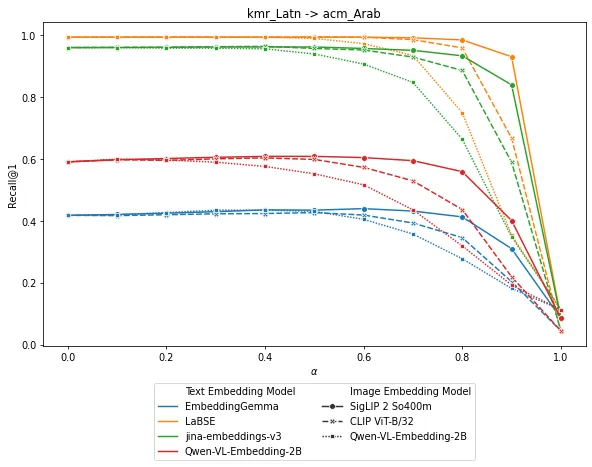 kmr_Latn -> acm_Arab
Recall@1
1.0
0.8
0.6
0.4
0.2
0.0
0.0 0.2 0.4 0.6 0.8 1.0
α
Text Embedding Model
EmbeddingGemma
LaBSE
jina-embeddings-v3
Qwen-VL-Embedding-2B
Image Embedding Model
SigLIP 2 So400m
CLIP ViT-B/32
Qwen-VL-Embedding-2B